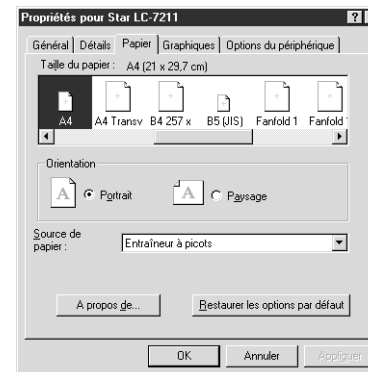 Propriétés pour Star LC-7211
Général Détails Papier Graphiques Options du périphérique
Taille du papier : A4 (21 x 29,7 cm)
A4 A4 Transv B4 257 x B5 (JIS) Fanfold 1 Fanfold
Orientation
A Portrait A Paysage
Source de
papier : Entraîneur à picots
A propos de... Restaurer les options par défaut
OK Annuler Appliquer